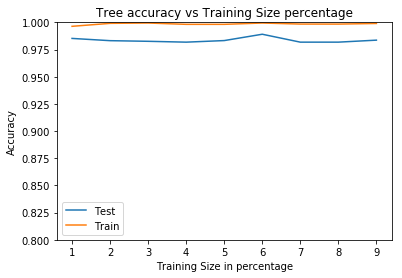 Tree accuracy vs Training Size percentage
1.000
0.975
0.950
0.925
0.900
0.875
0.850
0.825
0.800
Accuracy
Test
Train
1 2 3 4 5 6 7 8 9
Training Size in percentage